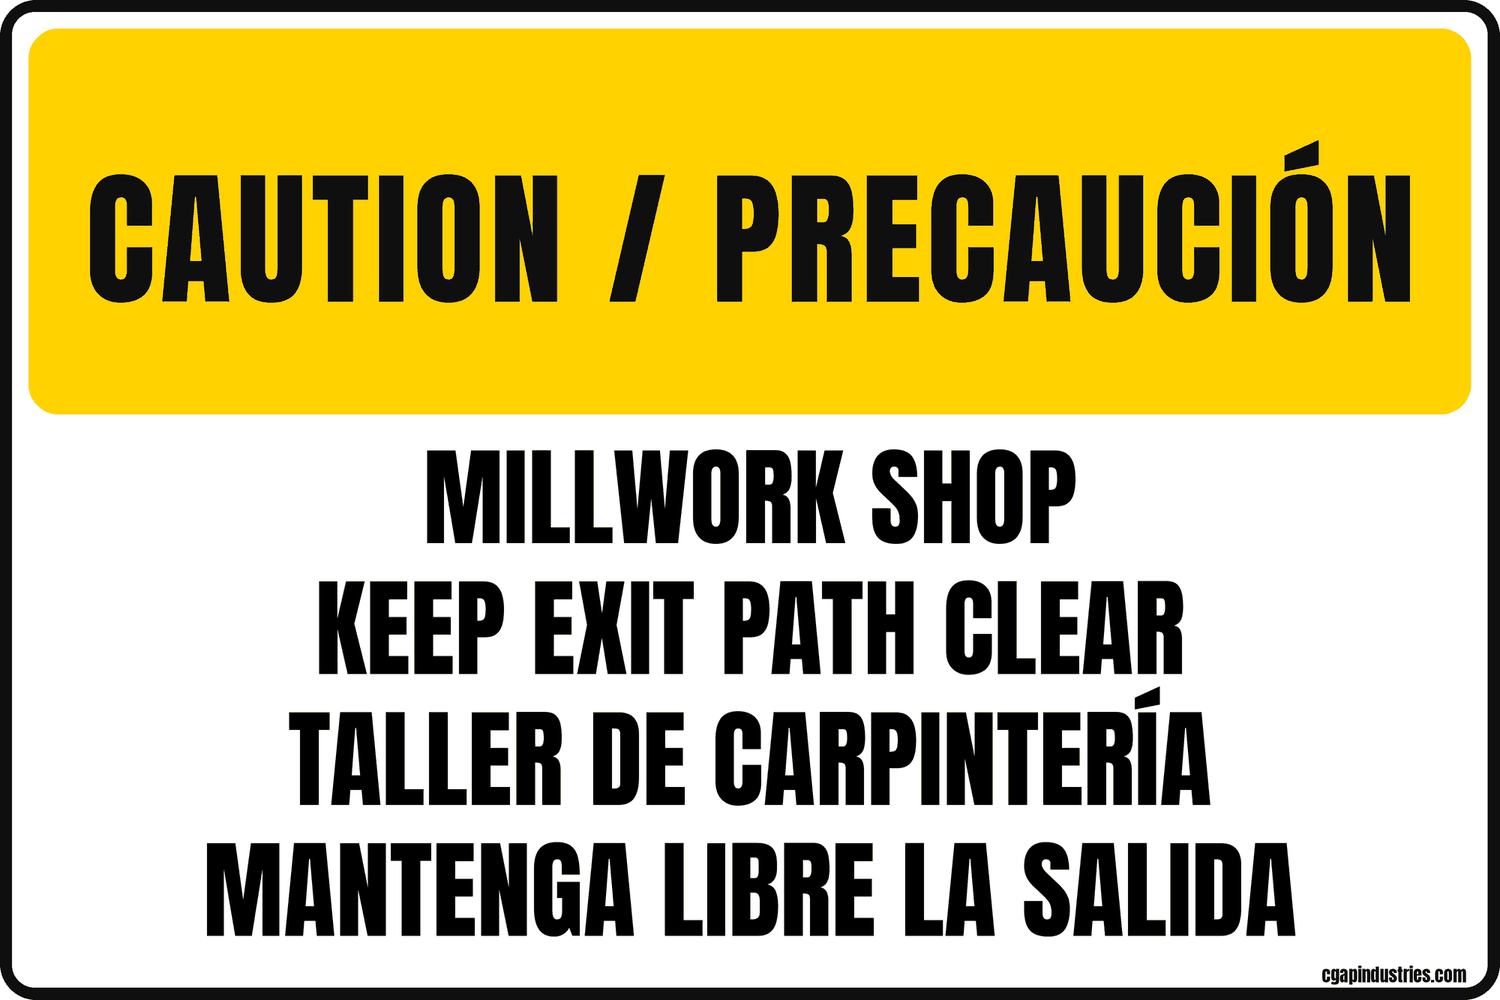 CAUTION / PRECAUCIÓN
MILLWORK SHOP
KEEP EXIT PATH CLEAR
TALLER DE CARPINTERÍA
MANTENGA LIBRE LA SALIDA
cgapindustries.com